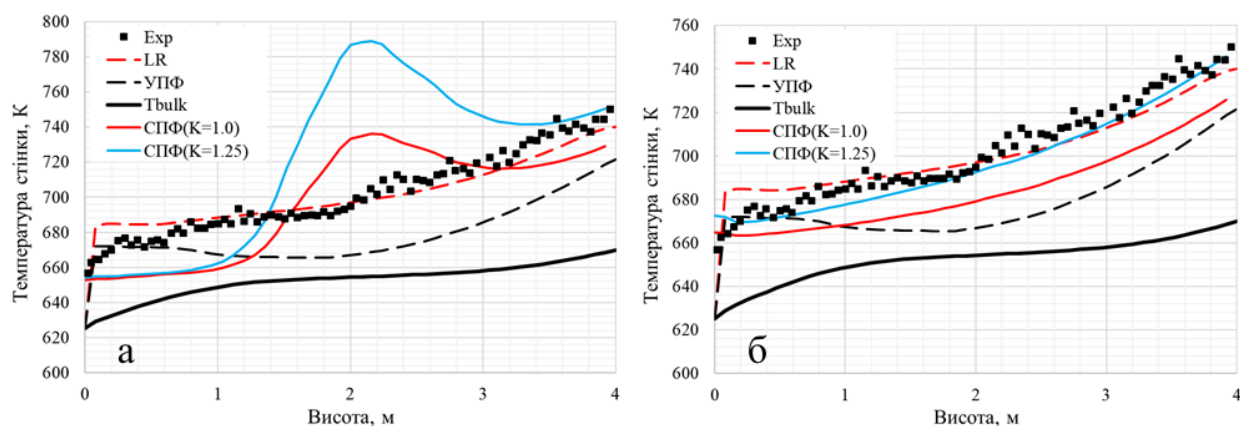 800
780
760
740
720
700
680
660
640
620
600
Температура стінки, К
Exp
LR
УПФ
Tbulk
СПФ(К=1.0)
СПФ(К=1.25)
а
0 1 2 3 4
Висота, м
760
740
720
700
680
660
640
620
600
Температура стінки, К
Exp
LR
УПФ
Tbulk
СПФ(К=1.0)
СПФ(К=1.25)
б
0 1 2 3 4
Висота, м